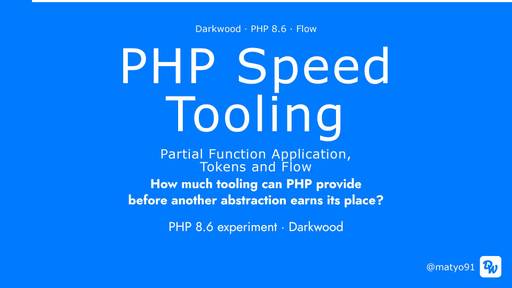 Darkwood · PHP 8.6 · Flow
PHP Speed
Tooling
Partial Function Application,
Tokens and Flow
How much tooling can PHP provide
before another abstraction earns its place?
PHP 8.6 experiment · Darkwood
@matyo91
DW